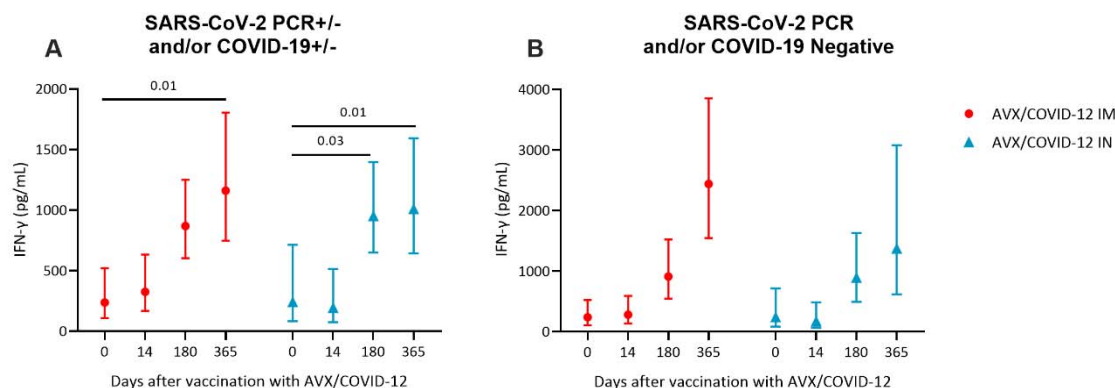 A
SARS-CoV-2 PCR+/-
and/or COVID-19+/-
2000
1500
1000
500
0
IFN-γ (pg/mL)
0.01
0.01
0.03
0 14 180 365 0 14 180 365
Days after vaccination with AVX/COVID-12
B
SARS-CoV-2 PCR
and/or COVID-19 Negative
4000
3000
2000
1000
0
IFN-γ (pg/mL)
0 14 180 365 0 14 180 365
Days after vaccination with AVX/COVID-12
AVX/COVID-12 IM
AVX/COVID-12 IN